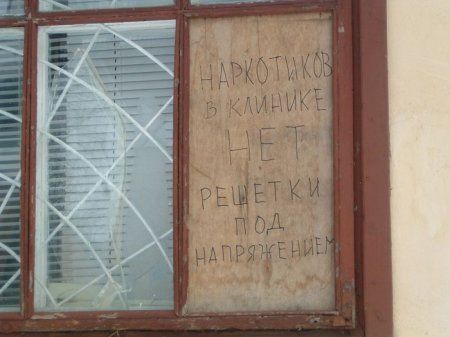 НАРКОТИКОВ
В КЛИНИКЕ
НЕТ
РЕШЕТКИ
ПОД
НАПРЯЖЕНИЕМ